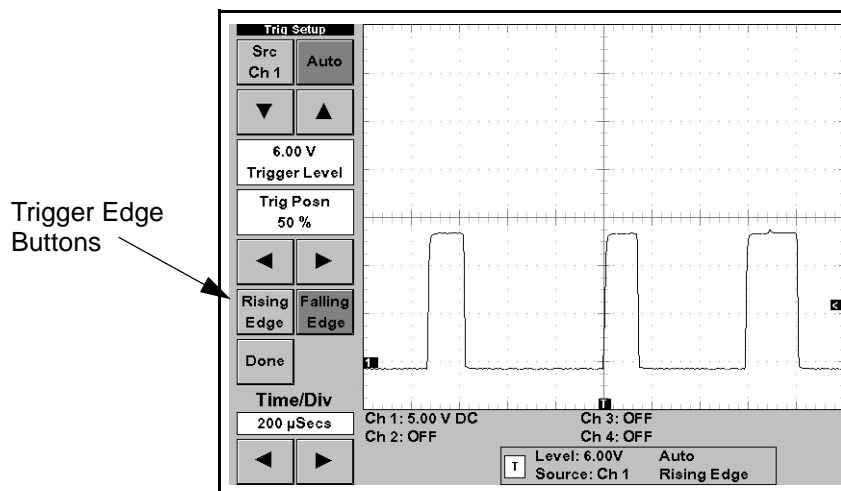 Trigger Edge
Buttons
Trig Setup
Src
Ch 1
Auto
▼
▲
6.00 V
Trigger Level
Trig Posn
50 %
◄
►
Rising
Edge
Falling
Edge
Done
Time/Div
200 µSecs
◄
►
1
T
<
Ch 1: 5.00 V DC
Ch 3: OFF
Ch 2: OFF
Ch 4: OFF
T
Level: 6.00V
Auto
Source: Ch 1
Rising Edge